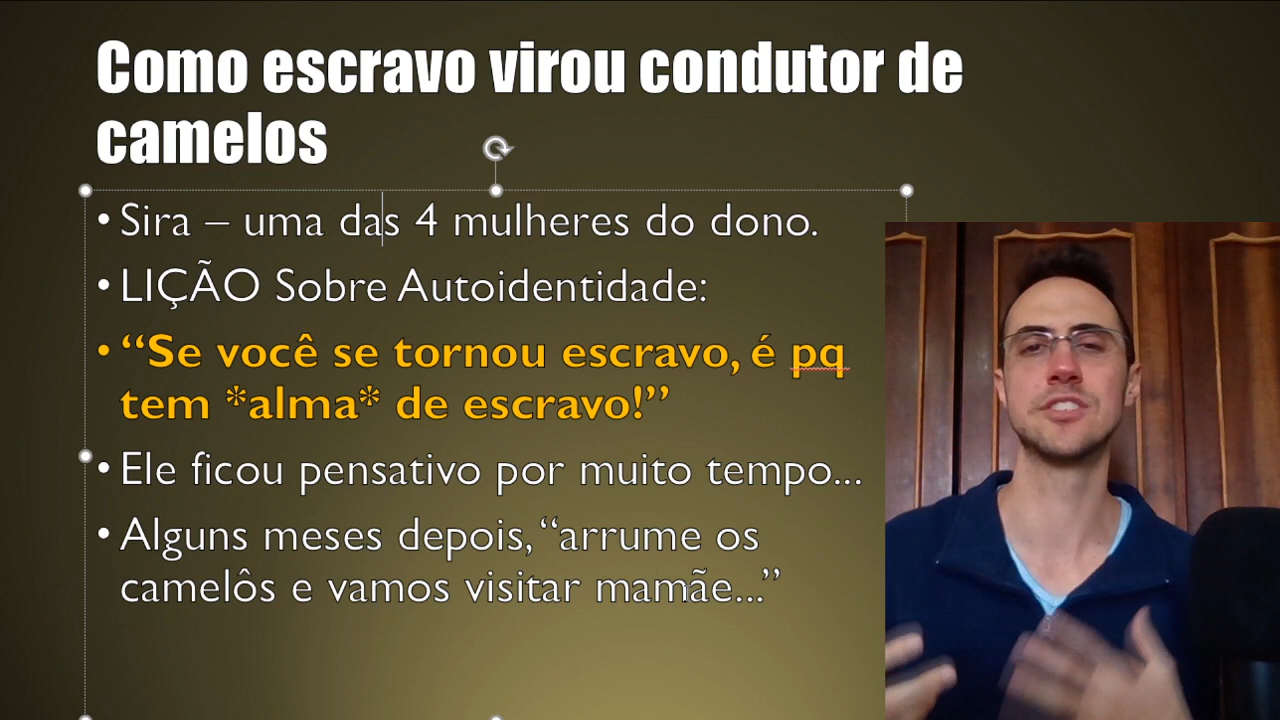 Como escravo virou condutor de
camelos
• Sira – uma das 4 mulheres do dono.
• LIÇÃO Sobre Autoidentidade:
• “Se você se tornou escravo, é pq
tem *alma* de escravo!”
• Ele ficou pensativo por muito tempo...
• Alguns meses depois, “arrume os
camelôs e vamos visitar mamãe...”